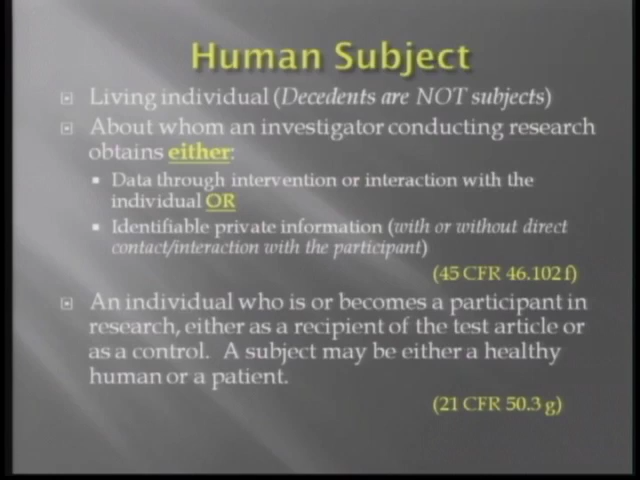 Human Subject
Living individual (Decedents are NOT subjects)
About whom an investigator conducting research
obtains either:
Data through intervention or interaction with the
individual OR
Identifiable private information (with or without direct
contact/interaction with the participant)
(45 CFR 46.102 f)
An individual who is or becomes a participant in
research, either as a recipient of the test article or
as a control. A subject may be either a healthy
human or a patient.
(21 CFR 50.3 g)